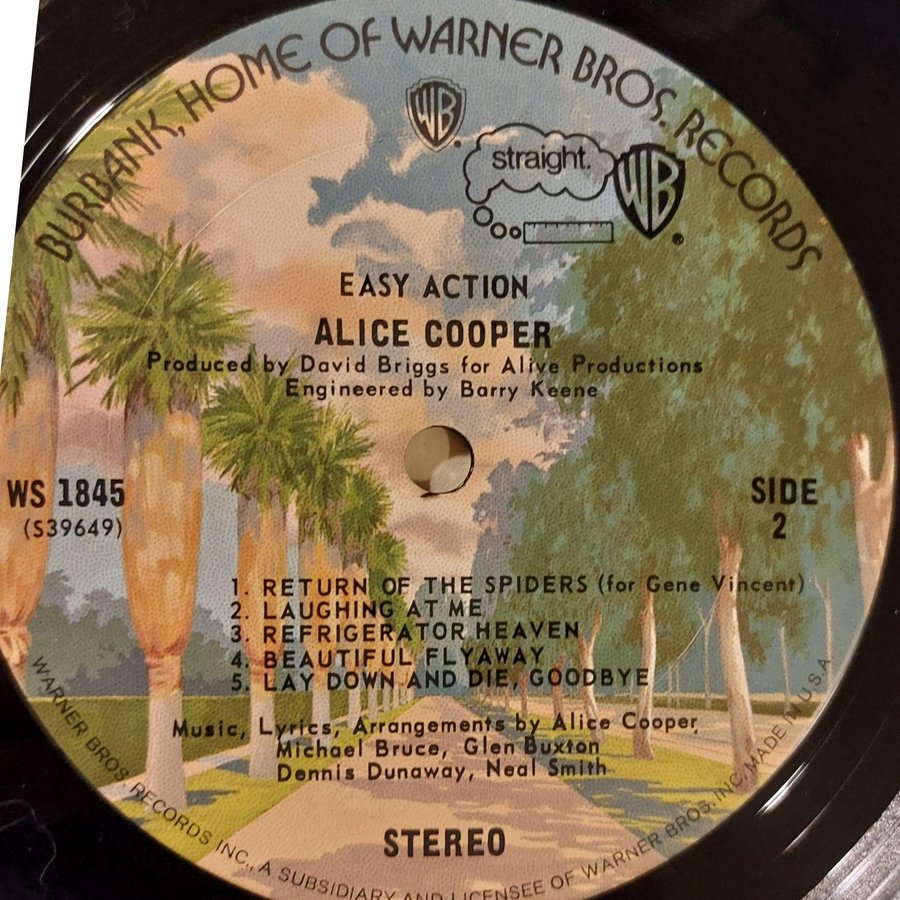 BURBANK, HOME OF WARNER BROS. RECORDS
WB
straight.
WB
®
EASY ACTION
ALICE COOPER
Produced by David Briggs for Alive Productions
Engineered by Barry Keene
WS 1845
(S39649)
SIDE
2
1. RETURN OF THE SPIDERS (for Gene Vincent)
2. LAUGHING AT ME
3. REFRIGERATOR HEAVEN
4. BEAUTIFUL FLYAWAY
5. LAY DOWN AND DIE, GOODBYE
Music, Lyrics, Arrangements by Alice Cooper,
Michael Bruce, Glen Buxton
Dennis Dunaway, Neal Smith
STEREO
WARNER BROS. RECORDS INC., A SUBSIDIARY AND LICENSEE OF WARNER BROS. INC. MADE IN U.S.A.